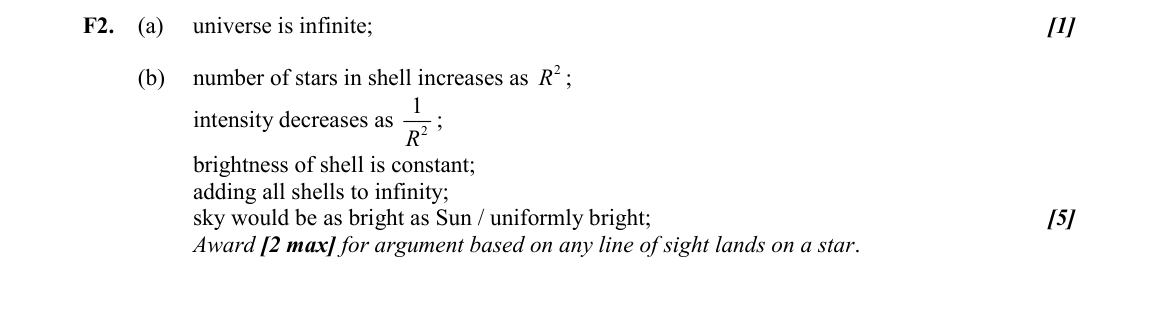 F2. (a) universe is infinite; [1]
(b) number of stars in shell increases as R²;
intensity decreases as 1/R²;
brightness of shell is constant;
adding all shells to infinity;
sky would be as bright as Sun / uniformly bright; [5]
Award [2 max] for argument based on any line of sight lands on a star.